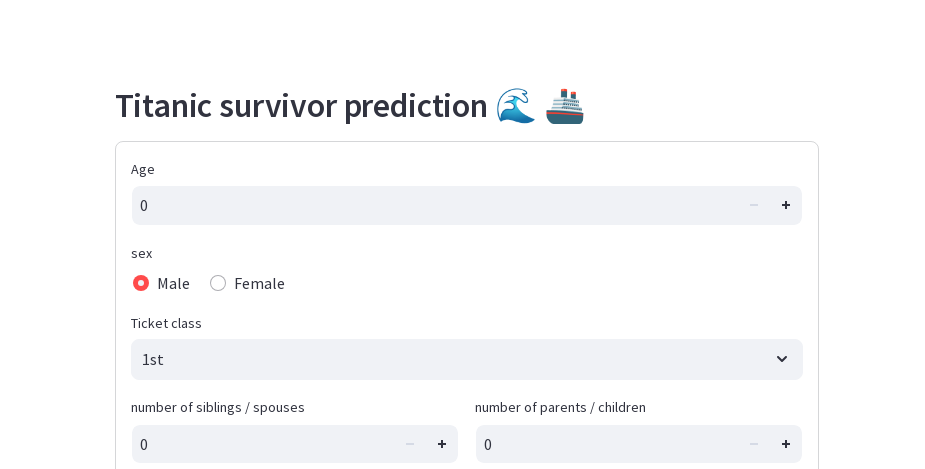 Titanic survivor prediction 🌊 🚢
Age
0
sex
Male Female
Ticket class
1st
number of siblings / spouses number of parents / children
0 0